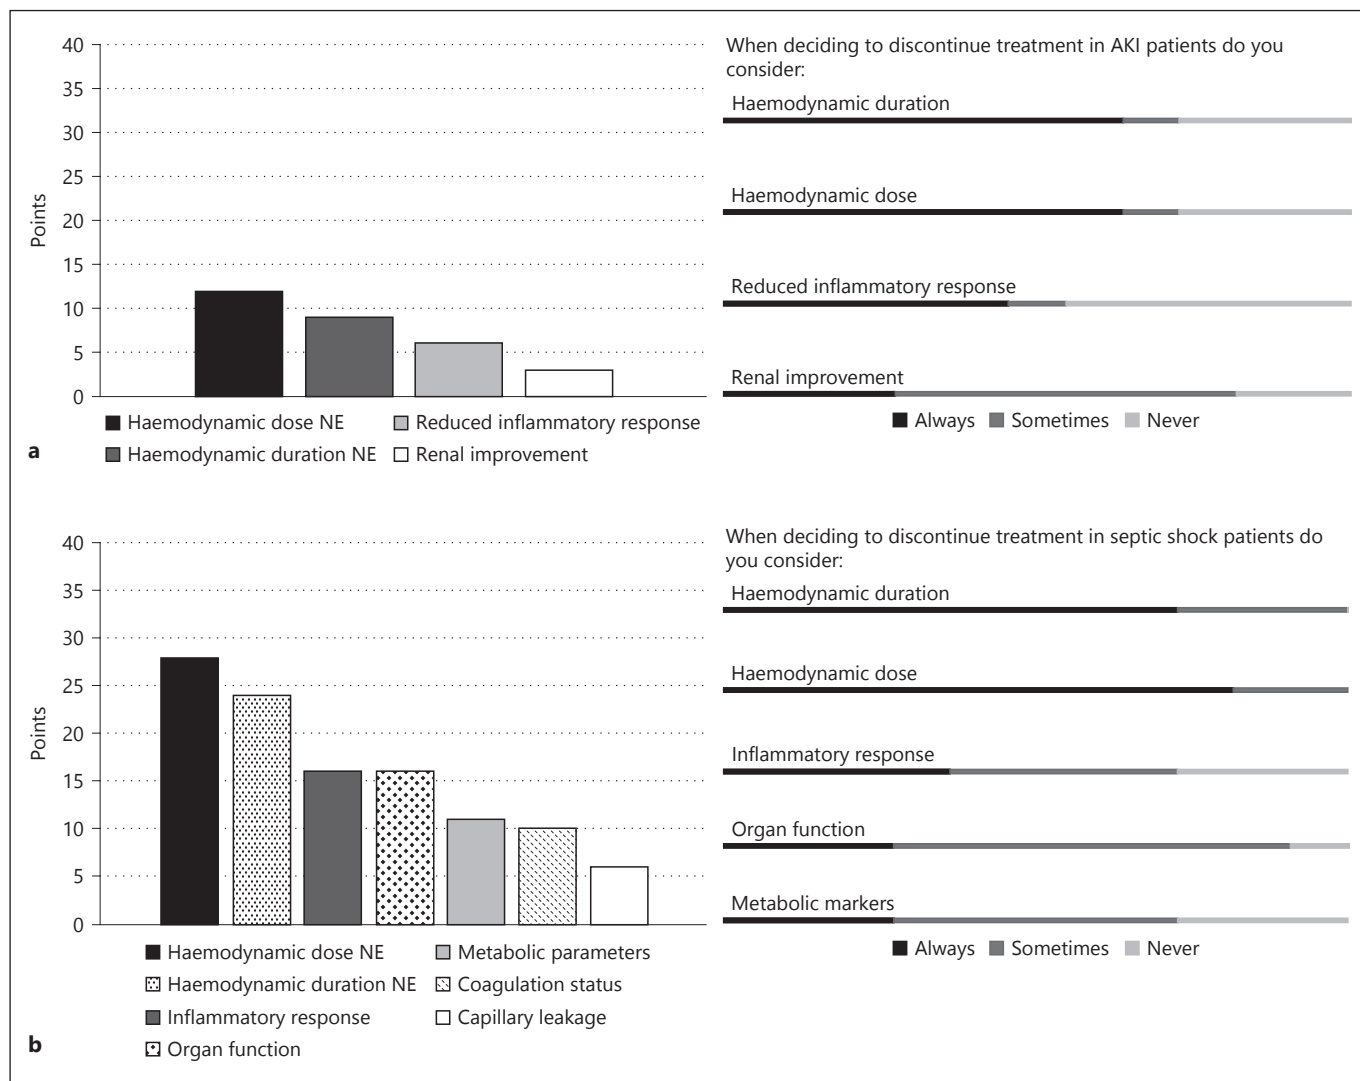 40
35
30
25
20
15
10
5
0
Points
Haemodynamic dose NE
Reduced inflammatory response
Haemodynamic duration NE
Renal improvement
a
When deciding to discontinue treatment in AKI patients do you
consider:
Haemodynamic duration
Haemodynamic dose
Reduced inflammatory response
Renal improvement
Always Sometimes Never
40
35
30
25
20
15
10
5
0
Points
Haemodynamic dose NE
Metabolic parameters
Haemodynamic duration NE
Coagulation status
Inflammatory response
Capillary leakage
Organ function
b
When deciding to discontinue treatment in septic shock patients do
you consider:
Haemodynamic duration
Haemodynamic dose
Inflammatory response
Organ function
Metabolic markers
Always Sometimes Never